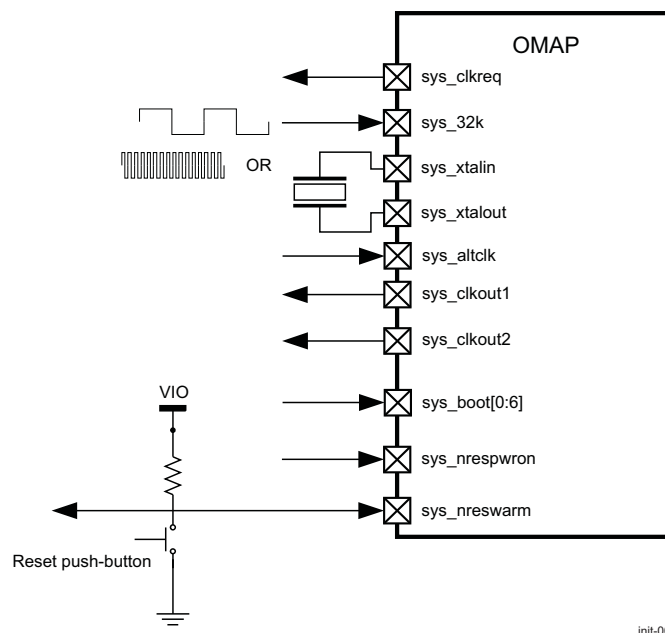 OMAP
sys_clkreq
sys_32k
OR
sys_xtalin
sys_xtalout
sys_altclk
sys_clkout1
sys_clkout2
VIO
sys_boot[0:6]
sys_nrespwron
sys_nreswarm
Reset push-button